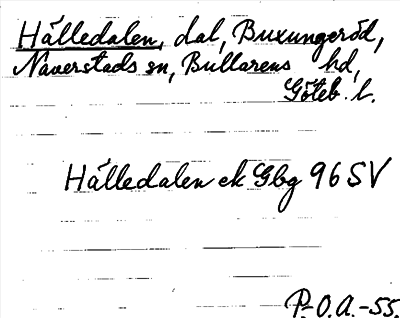 Hålledalen, dal, Buxungeröd,
Naverstads sn, Bullarens hd,
Göteb. l.
Hålledalen ek Gbg 96 SV
P-O.A.-55.